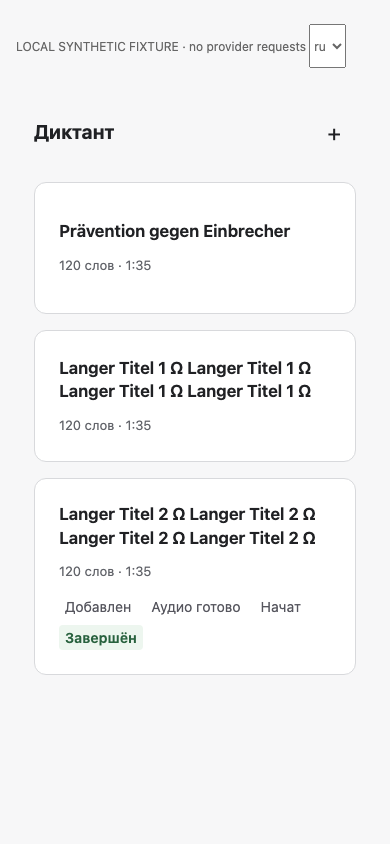 LOCAL SYNTHETIC FIXTURE · no provider requests ru
Диктант +
Prävention gegen Einbrecher
120 слов · 1:35
Langer Titel 1 Ω Langer Titel 1 Ω
Langer Titel 1 Ω Langer Titel 1 Ω
120 слов · 1:35
Langer Titel 2 Ω Langer Titel 2 Ω
Langer Titel 2 Ω Langer Titel 2 Ω
120 слов · 1:35
Добавлен Аудио готово Начат
Завершён